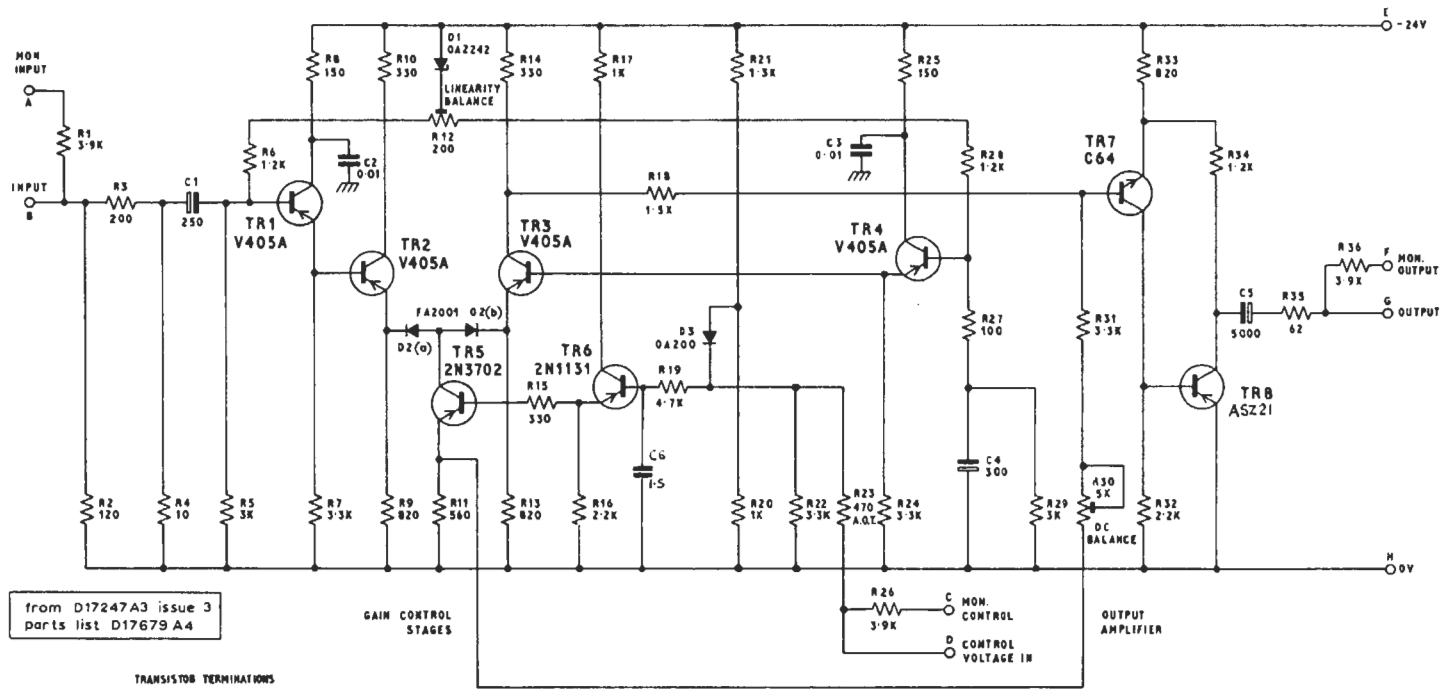 E
-24V
MON
INPUT
A
R1
3·9K
INPUT
B
R3
200
C1
250
R6
1·2K
R8
150
C2
0·01
R10
330
D1
OA2242
LINEARITY
BALANCE
R12
200
R14
330
R17
1K
R21
1·3K
R25
150
C3
0·01
R28
1·2K
R33
820
TR7
C64
R34
1·2K
R18
1·5K
TR1
V405A
TR2
V405A
TR3
V405A
TR4
V405A
FA2001
D2(b)
D2(a)
TR5
2N3702
TR6
2N1131
D3
OA200
R19
4·7K
R15
330
R27
100
R31
3·3K
R36
3·9K
F
MON.
OUTPUT
G
OUTPUT
C5
5000
R35
62
TR8
ASZ21
C6
1·5
C4
300
R2
120
R4
10
R5
3K
R7
3·3K
R9
820
R11
560
R13
820
R16
2·2K
R20
1K
R22
3·3K
R23
470
A.O.T.
R24
3·3K
R29
3K
R30
5K
DC
BALANCE
R32
2·2K
H
0V
from D17247A3 issue 3
parts list D17679 A4
GAIN CONTROL
STAGES
R26
3·9K
C
MON.
CONTROL
D
CONTROL
VOLTAGE IN
OUTPUT
AMPLIFIER
TRANSISTOR TERMINATIONS